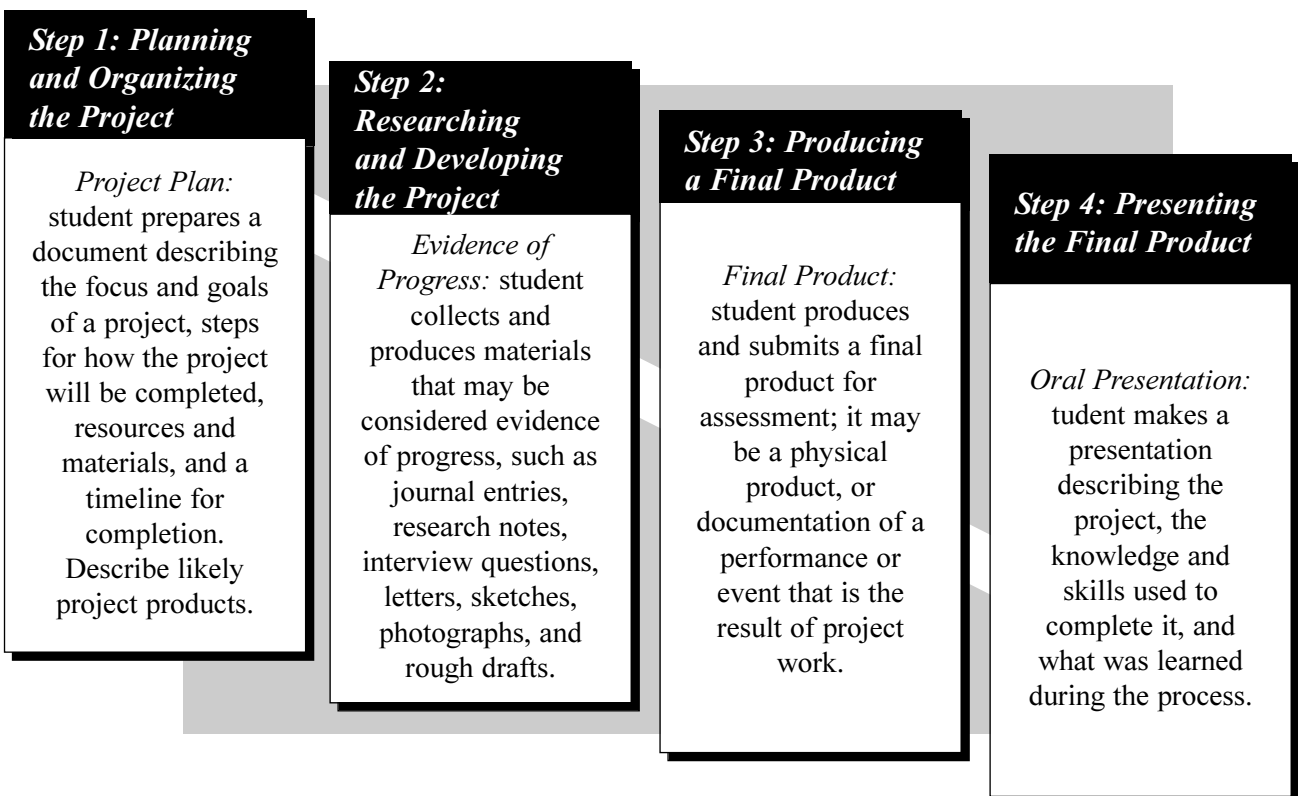 Step 1: Planning
and Organizing
the Project
Project Plan:
student prepares a
document describing
the focus and goals
of a project, steps
for how the project
will be completed,
resources and
materials, and a
timeline for
completion.
Describe likely
project products.
Step 2:
Researching
and Developing
the Project
Evidence of
Progress: student
collects and
produces materials
that may be
considered evidence
of progress, such as
journal entries,
research notes,
interview questions,
letters, sketches,
photographs, and
rough drafts.
Step 3: Producing
a Final Product
Final Product:
student produces
and submits a final
product for
assessment; it may
be a physical
product, or
documentation of a
performance or
event that is the
result of project
work.
Step 4: Presenting
the Final Product
Oral Presentation:
tudent makes a
presentation
describing the
project, the
knowledge and
skills used to
complete it, and
what was learned
during the process.